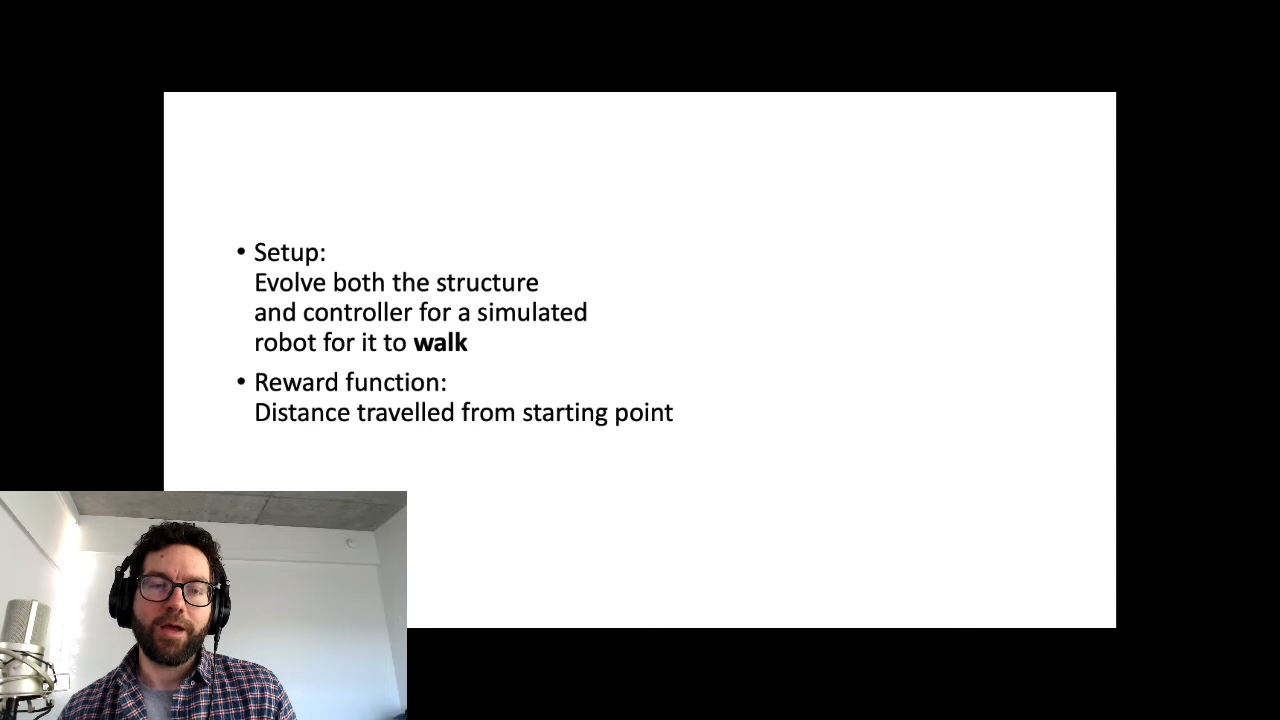 • Setup:
Evolve both the structure
and controller for a simulated
robot for it to walk
• Reward function:
Distance travelled from starting point